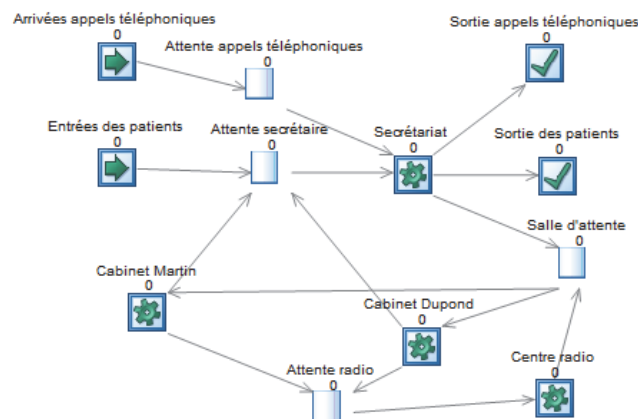 Arrivées appels téléphoniques
0
Attente appels téléphoniques
0
Sortie appels téléphoniques
0
Entrées des patients
0
Attente secrétaire
0
Secrétariat
0
Sortie des patients
0
Salle d'attente
0
Cabinet Martin
0
Cabinet Dupond
0
Attente radio
0
Centre radio
0